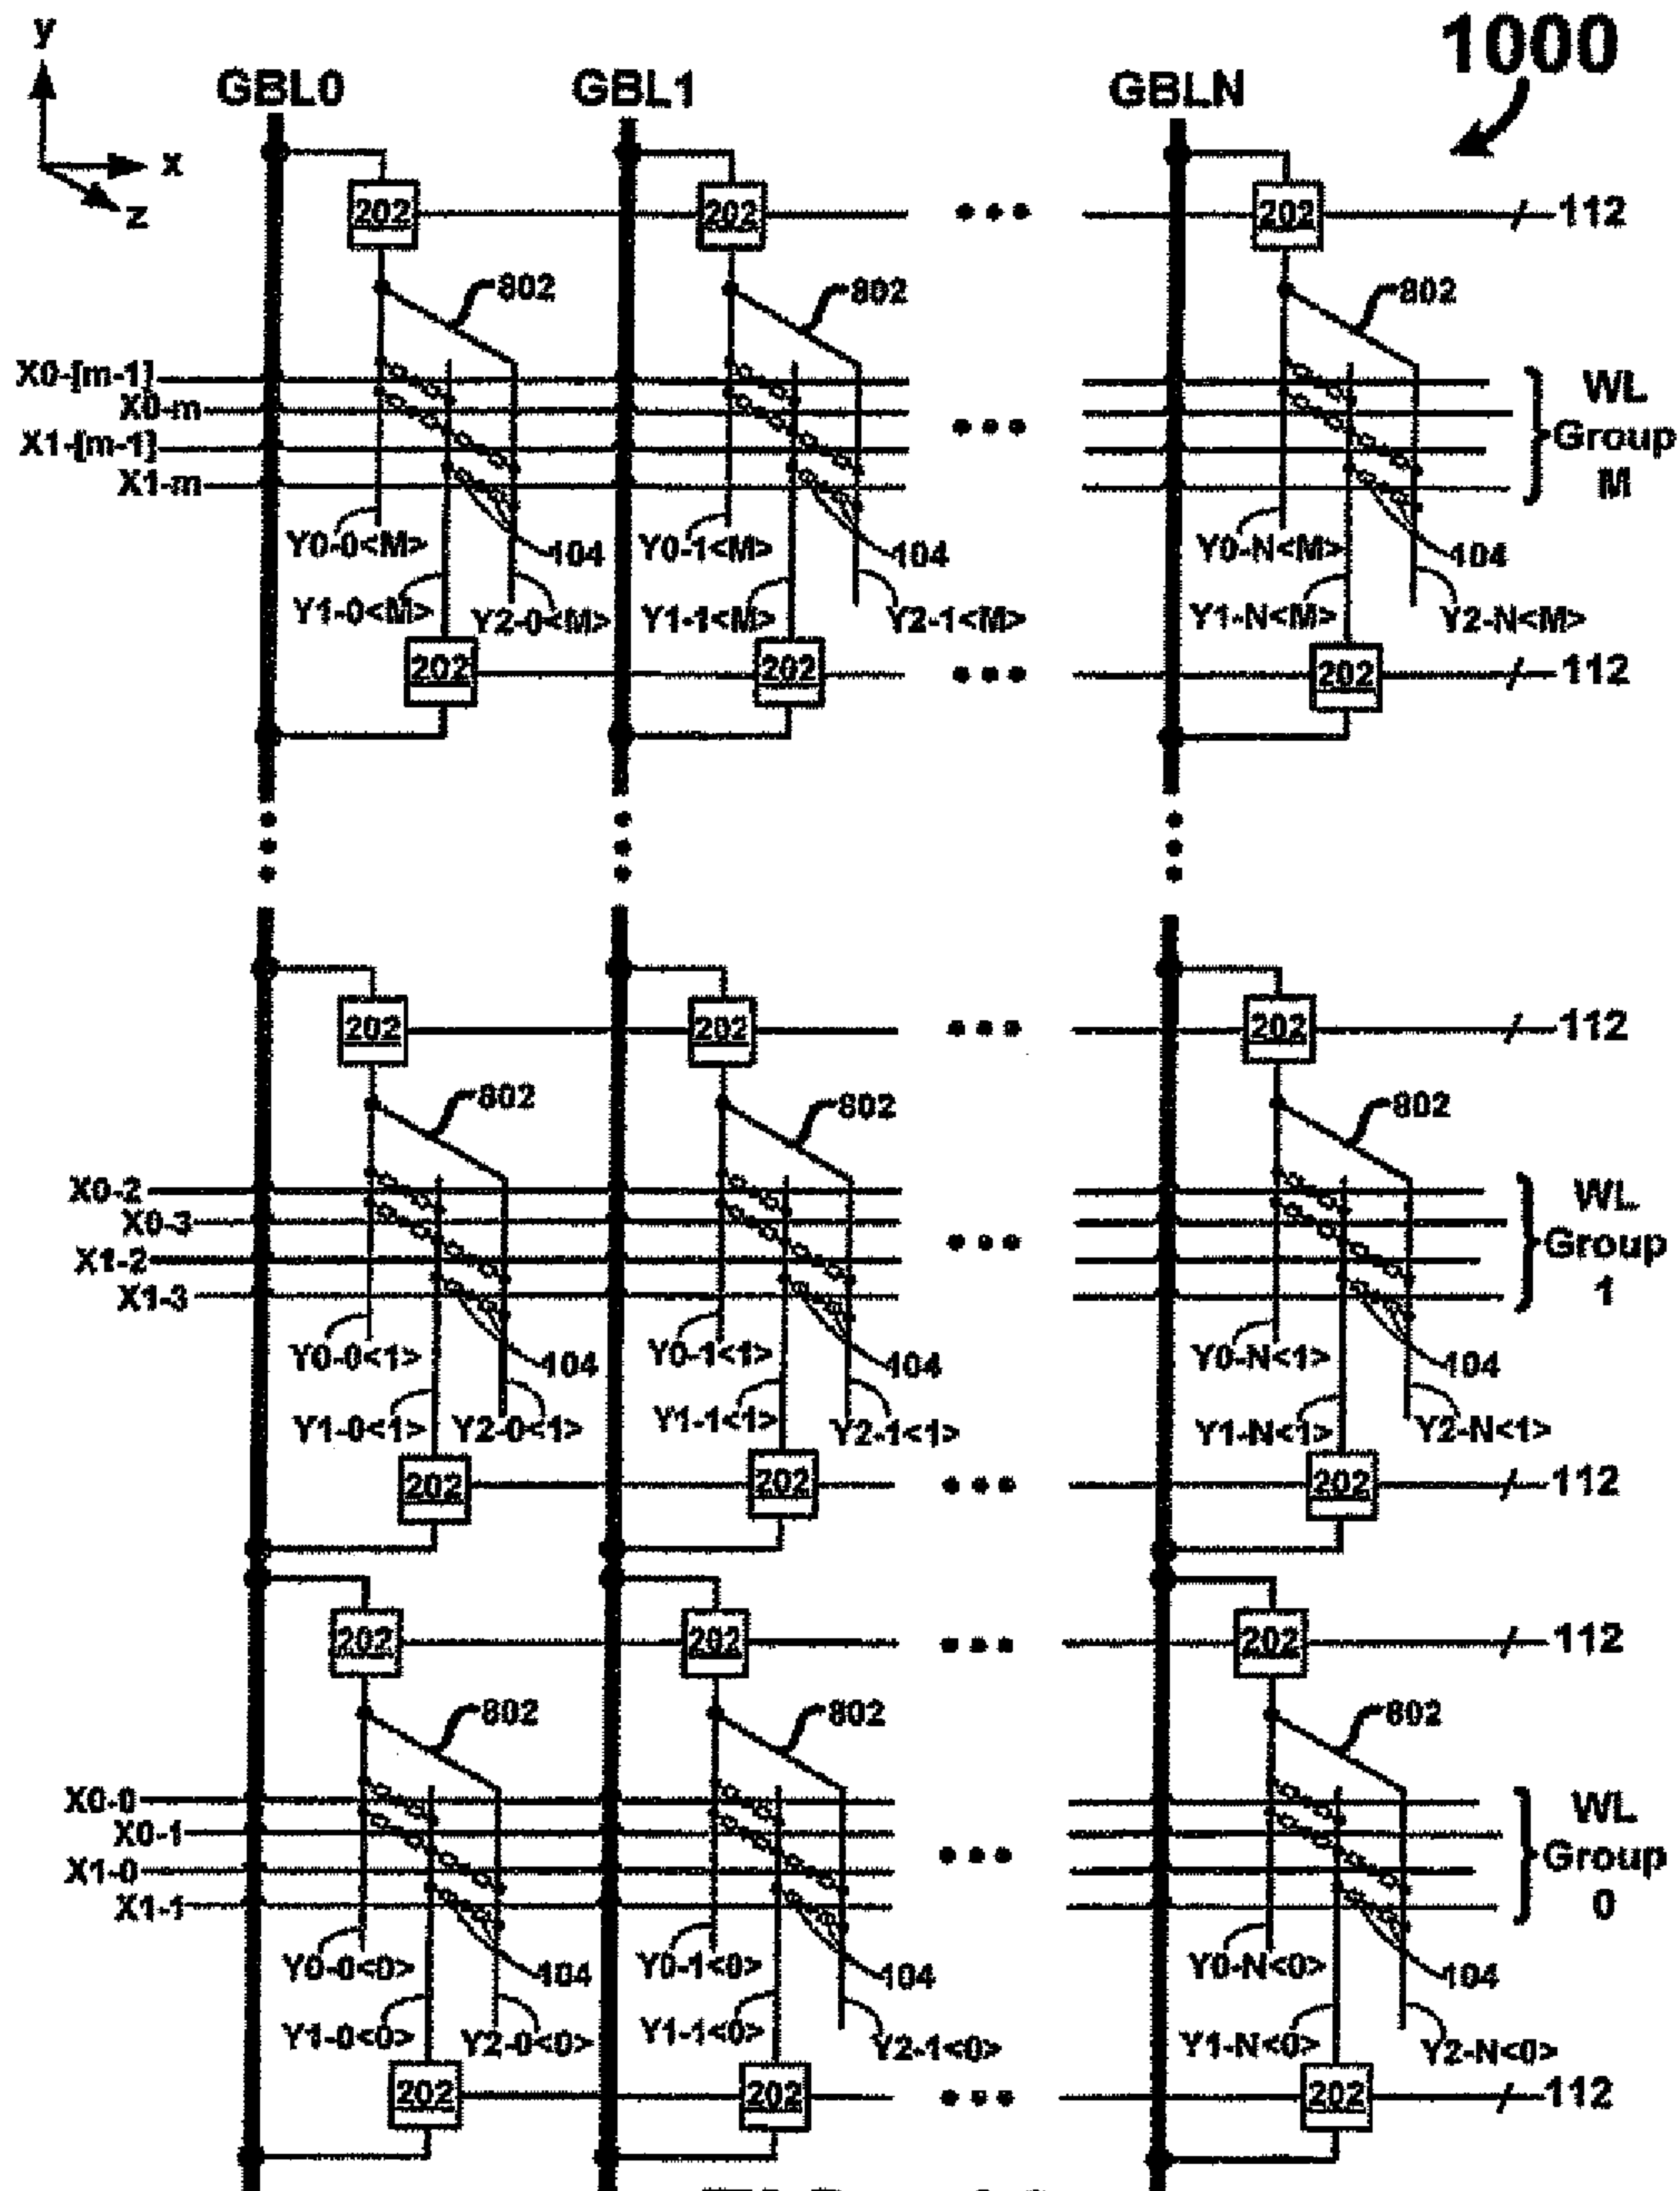 1000
y
GBL0 GBL1 GBLN
x
z
202 202 202 112
802 802 802
X0-[m-1]
X0-m
X1-[m-1]
X1-m
WL
Group
M
Y0-0<M> 104 Y0-1<M> 104 Y0-N<M> 104
Y1-0<M> Y2-0<M> Y1-1<M> Y2-1<M> Y1-N<M> Y2-N<M>
202 202 202 112
202 202 202 112
802 802 802
X0-2
X0-3
X1-2
X1-3
WL
Group
1
Y0-0<1> 104 Y0-1<1> 104 Y0-N<1> 104
Y1-0<1> Y2-0<1> Y1-1<1> Y2-1<1> Y1-N<1> Y2-N<1>
202 202 202 112
202 202 202 112
802 802 802
X0-0
X0-1
X1-0
X1-1
WL
Group
0
Y0-0<0> 104 Y0-1<0> 104 Y0-N<0> 104
Y1-0<0> Y2-0<0> Y1-1<0> Y2-1<0> Y1-N<0> Y2-N<0>
202 202 202 112